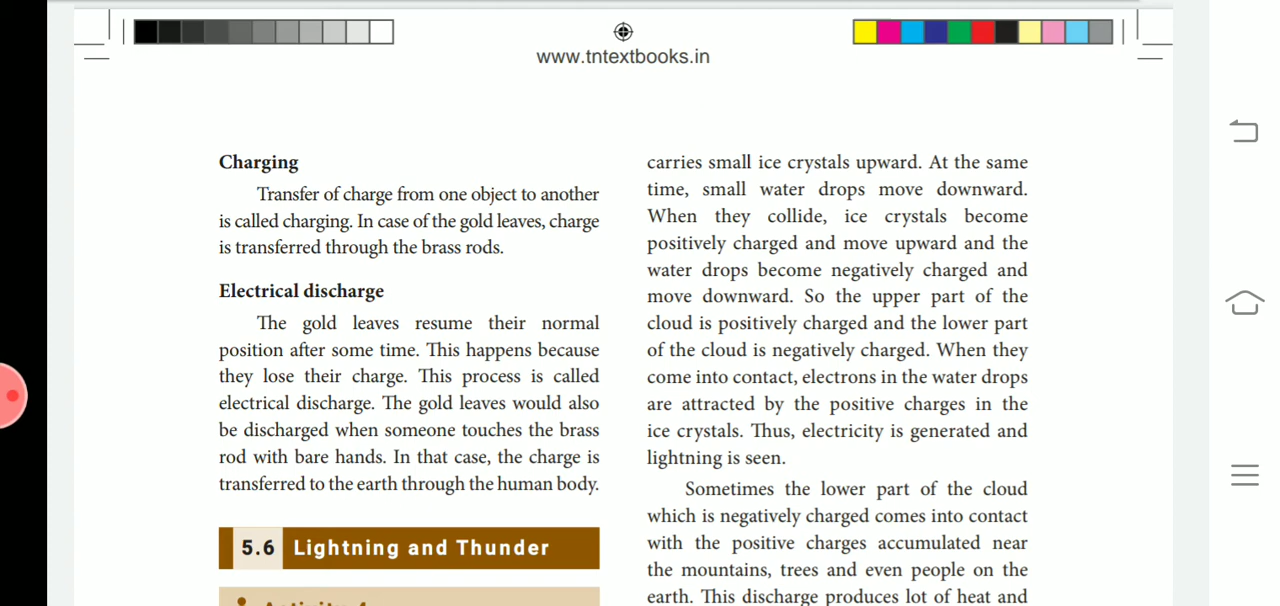 www.tntextbooks.in
Charging
Transfer of charge from one object to another
is called charging. In case of the gold leaves, charge
is transferred through the brass rods.
Electrical discharge
The gold leaves resume their normal
position after some time. This happens because
they lose their charge. This process is called
electrical discharge. The gold leaves would also
be discharged when someone touches the brass
rod with bare hands. In that case, the charge is
transferred to the earth through the human body.
5.6 Lightning and Thunder
carries small ice crystals upward. At the same
time, small water drops move downward.
When they collide, ice crystals become
positively charged and move upward and the
water drops become negatively charged and
move downward. So the upper part of the
cloud is positively charged and the lower part
of the cloud is negatively charged. When they
come into contact, electrons in the water drops
are attracted by the positive charges in the
ice crystals. Thus, electricity is generated and
lightning is seen.
Sometimes the lower part of the cloud
which is negatively charged comes into contact
with the positive charges accumulated near
the mountains, trees and even people on the
earth. This discharge produces lot of heat and